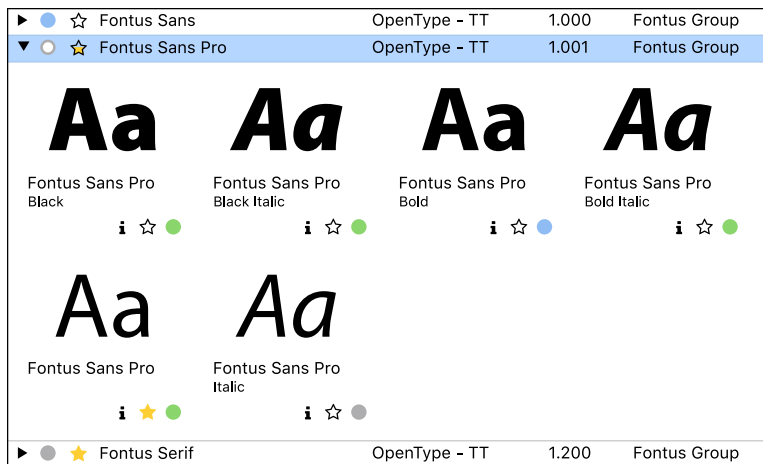 Fontus Sans OpenType - TT 1.000 Fontus Group
Fontus Sans Pro OpenType - TT 1.001 Fontus Group
Aa Aa Aa Aa
Fontus Sans Pro Fontus Sans Pro Fontus Sans Pro Fontus Sans Pro
Black Black Italic Bold Bold Italic
i i i i
Aa Aa
Fontus Sans Pro Fontus Sans Pro
Italic
i i
Fontus Serif OpenType - TT 1.200 Fontus Group